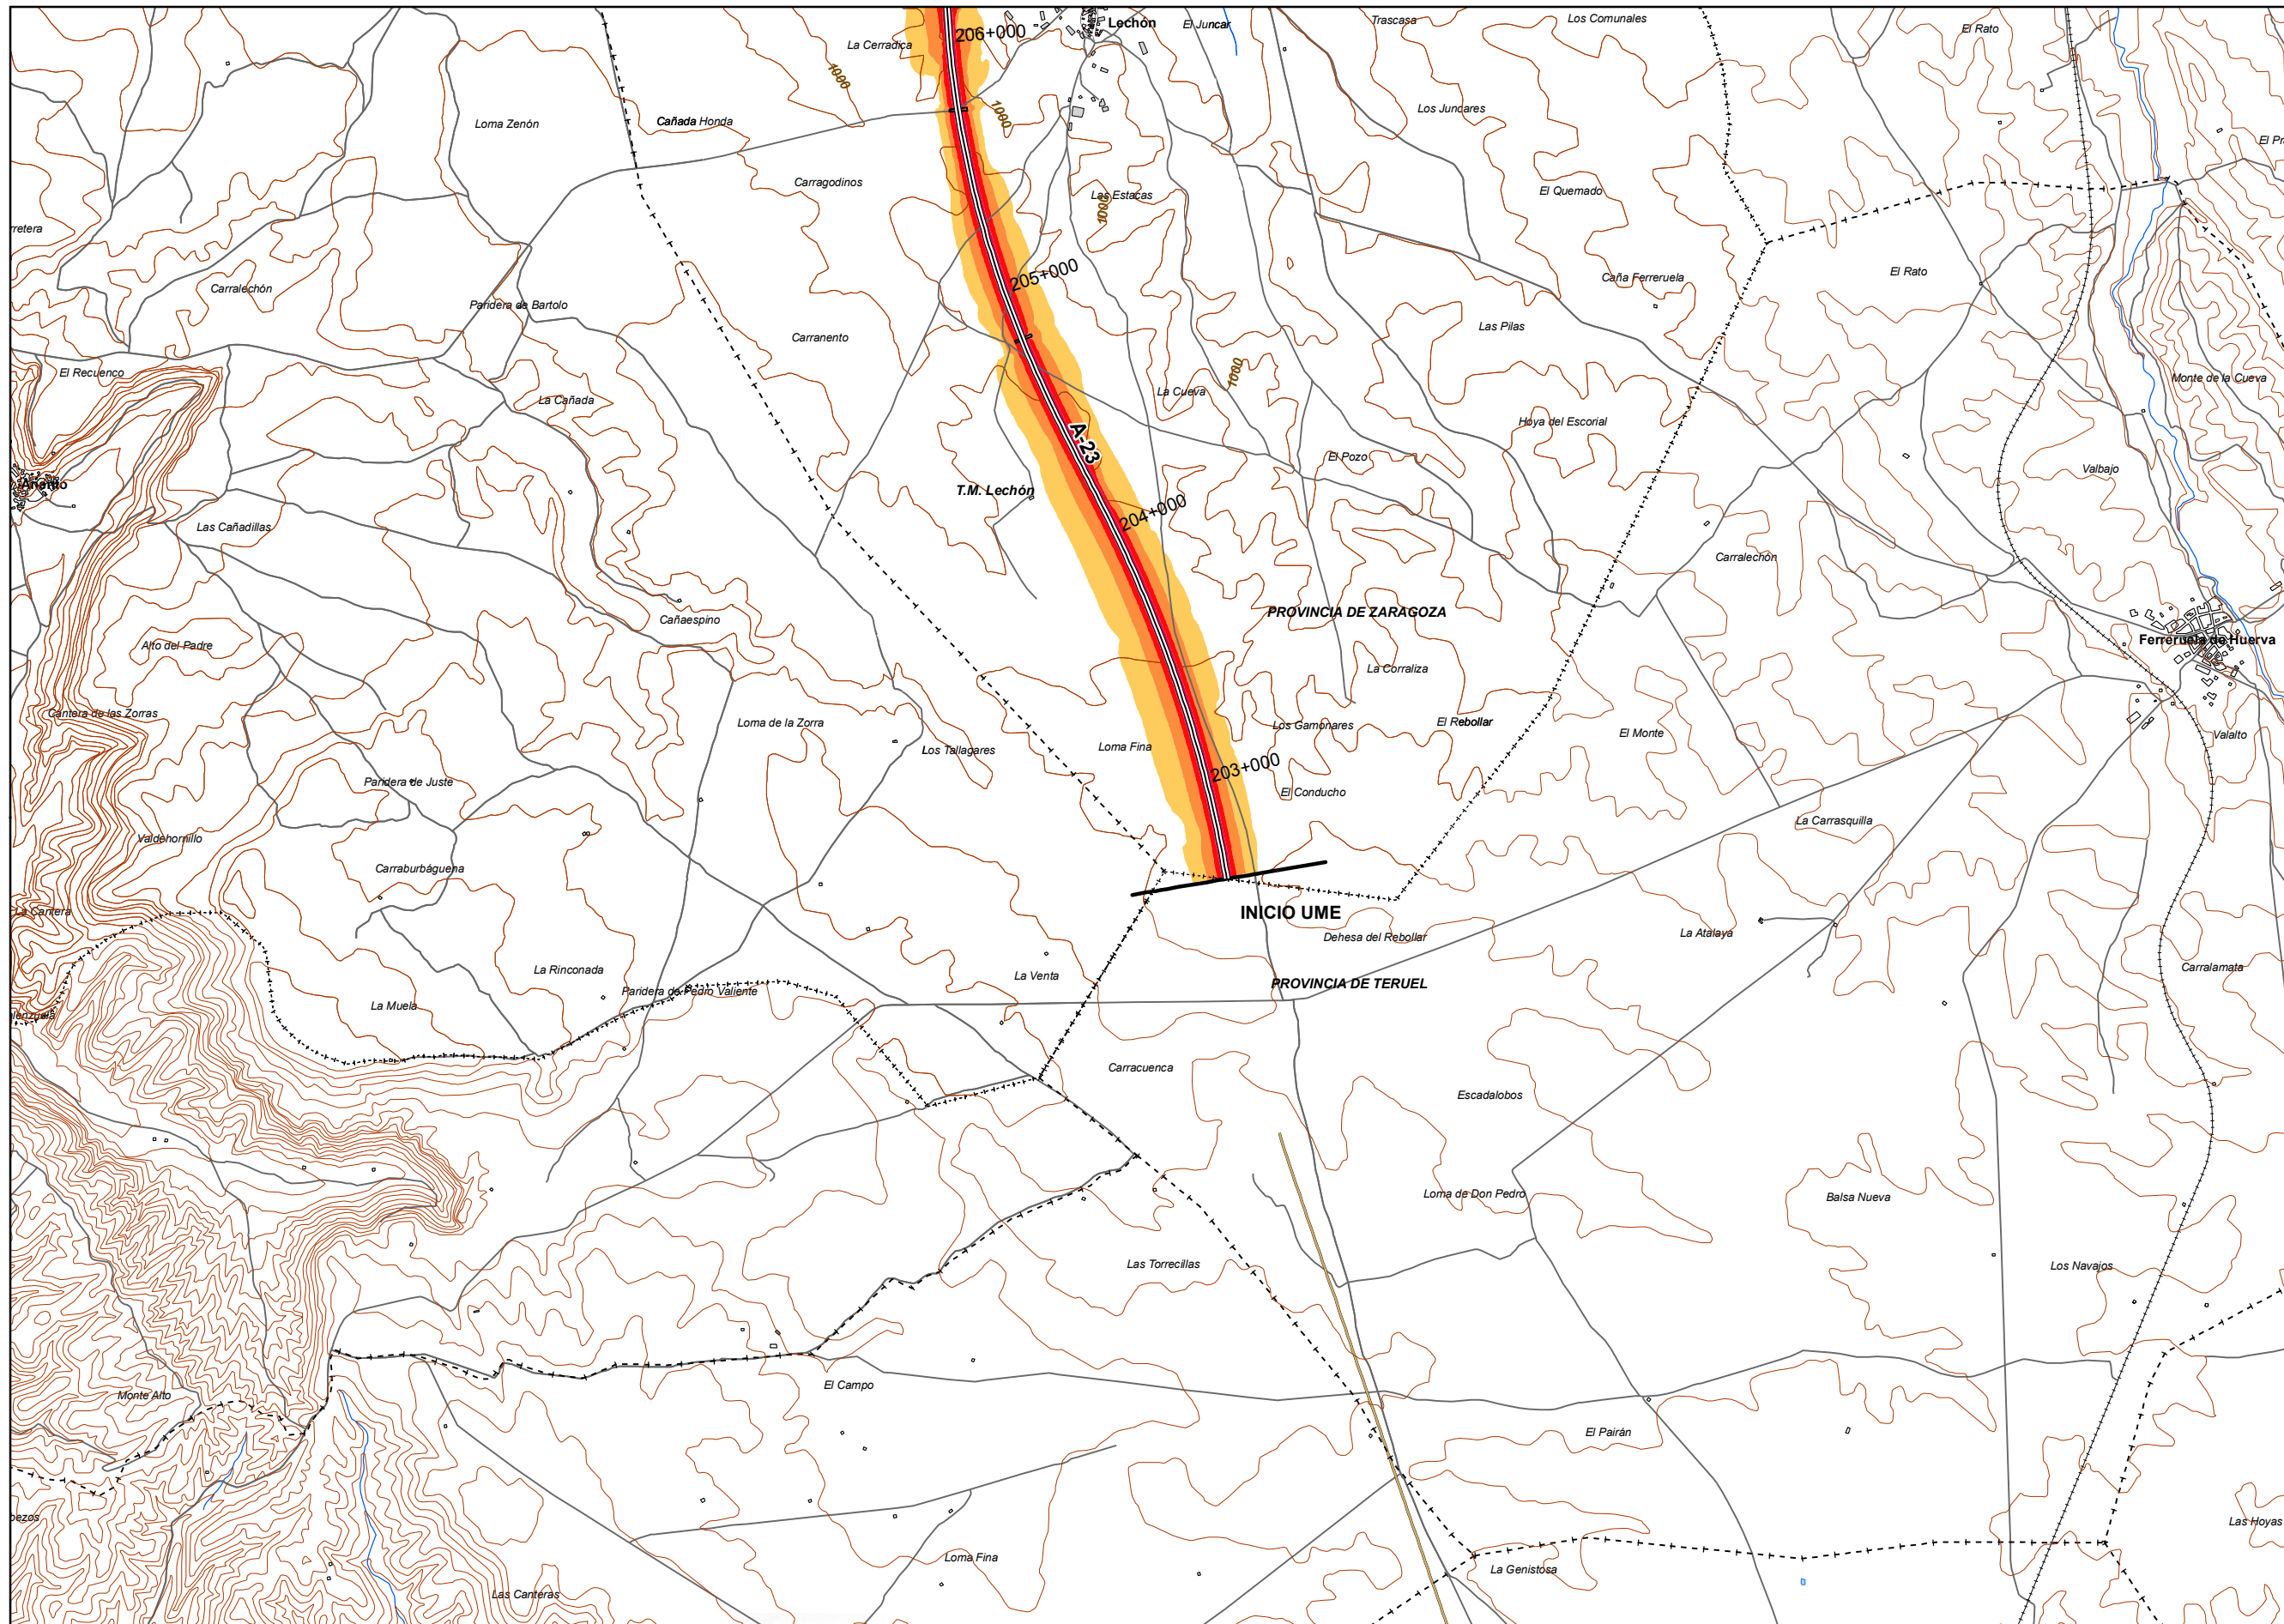 Lechón
El Juncar
Trascasa
Los Comunales
El Rato
206+000
La Cerradica
1000
1000
Los Juncares
Loma Zenón
Cañada Honda
Carragodinos
Las Estacas
1000
El Quemado
rretera
205+000
El Rato
Caña Ferreruela
Carralechón
Paridera de Bartolo
Carranento
Las Pilas
El Recuenco
1000
Monte de la Cueva
La Cañada
La Cueva
Hoya del Escorial
A-23
El Pozo
Valbajo
Anento
T.M. Lechón
204+000
Las Cañadillas
Carralechón
PROVINCIA DE ZARAGOZA
Cañaespino
Ferreruela de Huerva
Alto del Padre
La Corraliza
Cantera de las Zorras
Loma de la Zorra
Los Gamonares
El Rebollar
El Monte
Valalto
Los Tallagares
Loma Fina
203+000
Paridera de Juste
El Conducho
La Carrasquilla
Valdehornillo
Carraburbáguena
La Cantera
INICIO UME
Dehesa del Rebollar
La Atalaya
La Rinconada
La Venta
Carralamata
PROVINCIA DE TERUEL
Paridera de Pedro Valiente
La Muela
Carracuenca
Escadalobos
Loma de Don Pedro
Balsa Nueva
Las Torrecillas
Los Navajos
El Campo
Monte Alto
El Pairán
Las Hoyas
Loma Fina
La Genistosa
Las Canteras